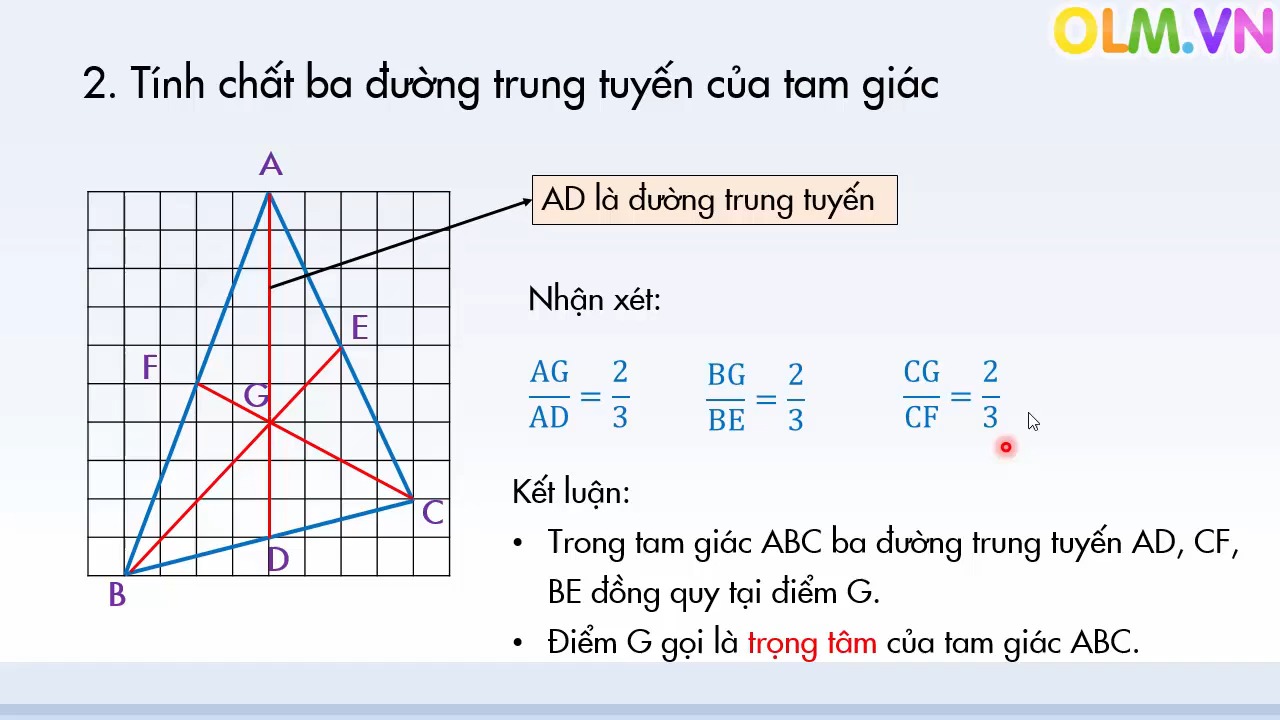 OLM.VN
2. Tính chất ba đường trung tuyến của tam giác
A
AD là đường trung tuyến
Nhận xét:
E
F
G
AG/AD = 2/3 BG/BE = 2/3 CG/CF = 2/3
Kết luận:
C
• Trong tam giác ABC ba đường trung tuyến AD, CF,
D
BE đồng quy tại điểm G.
B
• Điểm G gọi là trọng tâm của tam giác ABC.